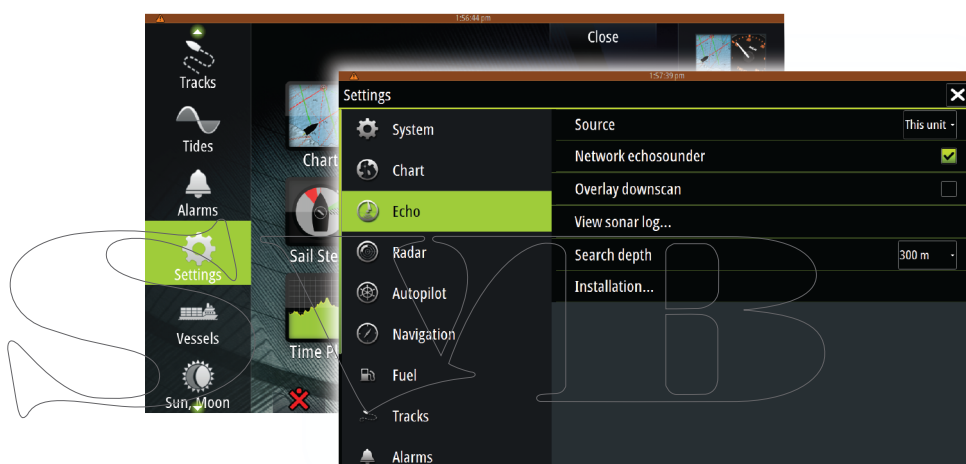 1:56:44 pm
Close
Tracks
Tides
Alarms
Settings
Vessels
Sun, Moon
Chart
Sail Ste
Time Pl
1:57:39 pm
Settings
System
Chart
Echo
Radar
Autopilot
Navigation
Fuel
Tracks
Alarms
Source This unit
Network echosounder
Overlay downscan
View sonar log...
Search depth 300 m
Installation...